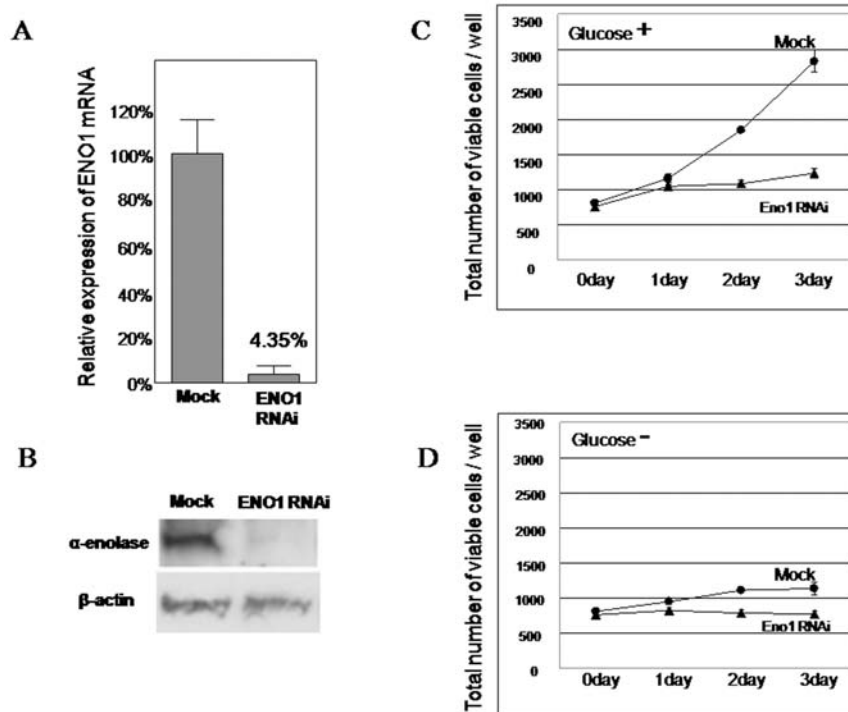 A
Relative expression of ENO1 mRNA
120%
100%
80%
60%
40%
20%
0%
4.35%
Mock
ENO1
RNAi
B
Mock
ENO1 RNAi
α-enolase
β-actin
C
Total number of viable cells / well
3500
3000
2500
2000
1500
1000
500
0
Glucose +
Mock
Eno1 RNAi
0day
1day
2day
3day
D
Total number of viable cells / well
3500
3000
2500
2000
1500
1000
500
0
Glucose -
Mock
Eno1 RNAi
0day
1day
2day
3day